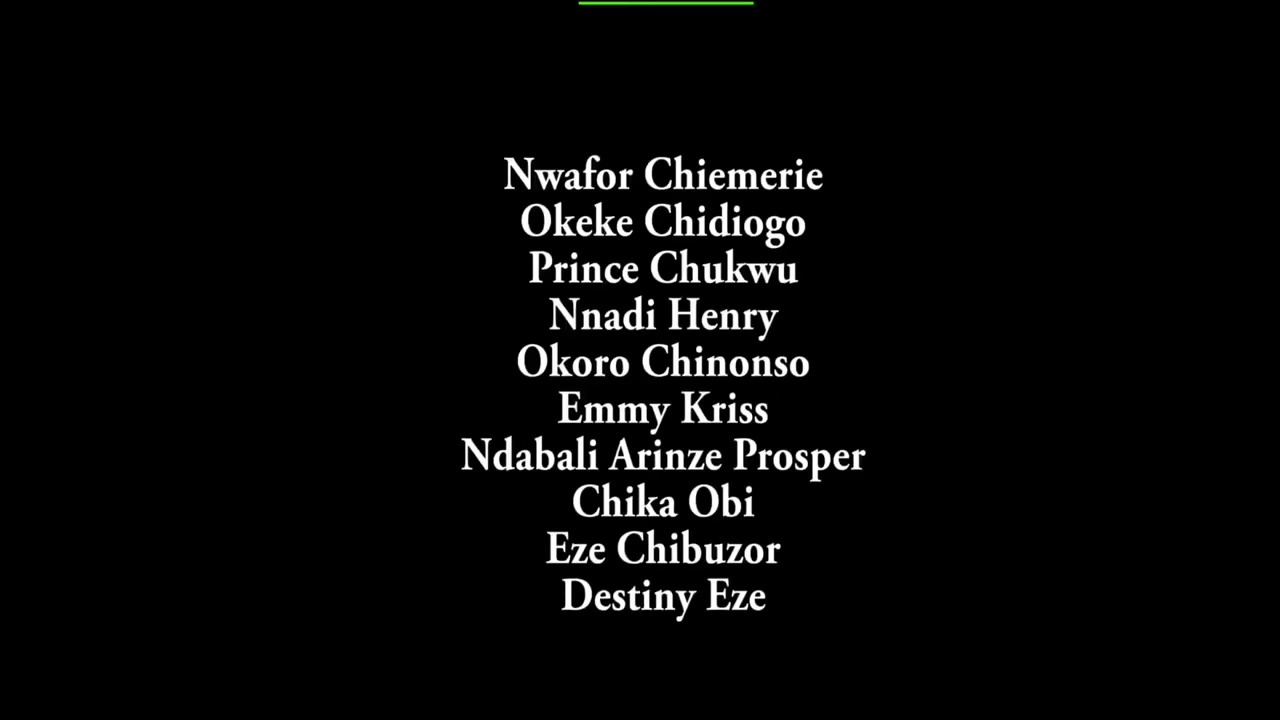 Nwafor Chiemerie
Okeke Chidiogo
Prince Chukwu
Nnadi Henry
Okoro Chinonso
Emmy Kriss
Ndabali Arinze Prosper
Chika Obi
Eze Chibuzor
Destiny Eze